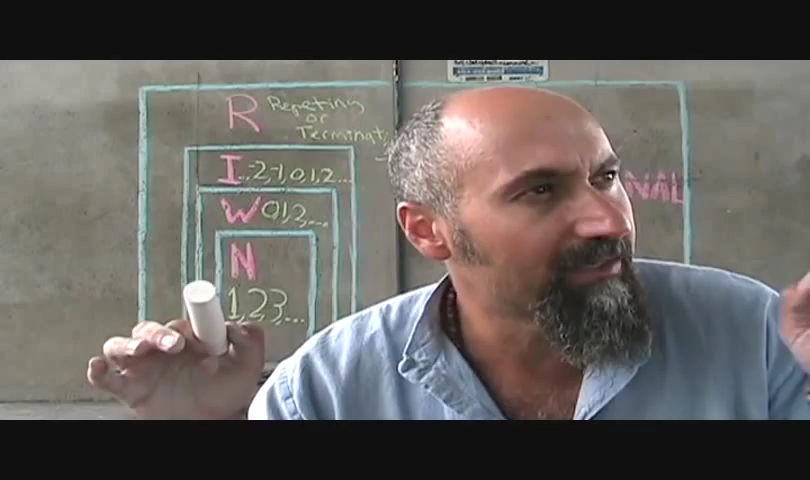 R Repeting
or
Terminat
I ...-2,-1,0,1,2...
W 0,1,2,...
NAL
N
1,2,3,...